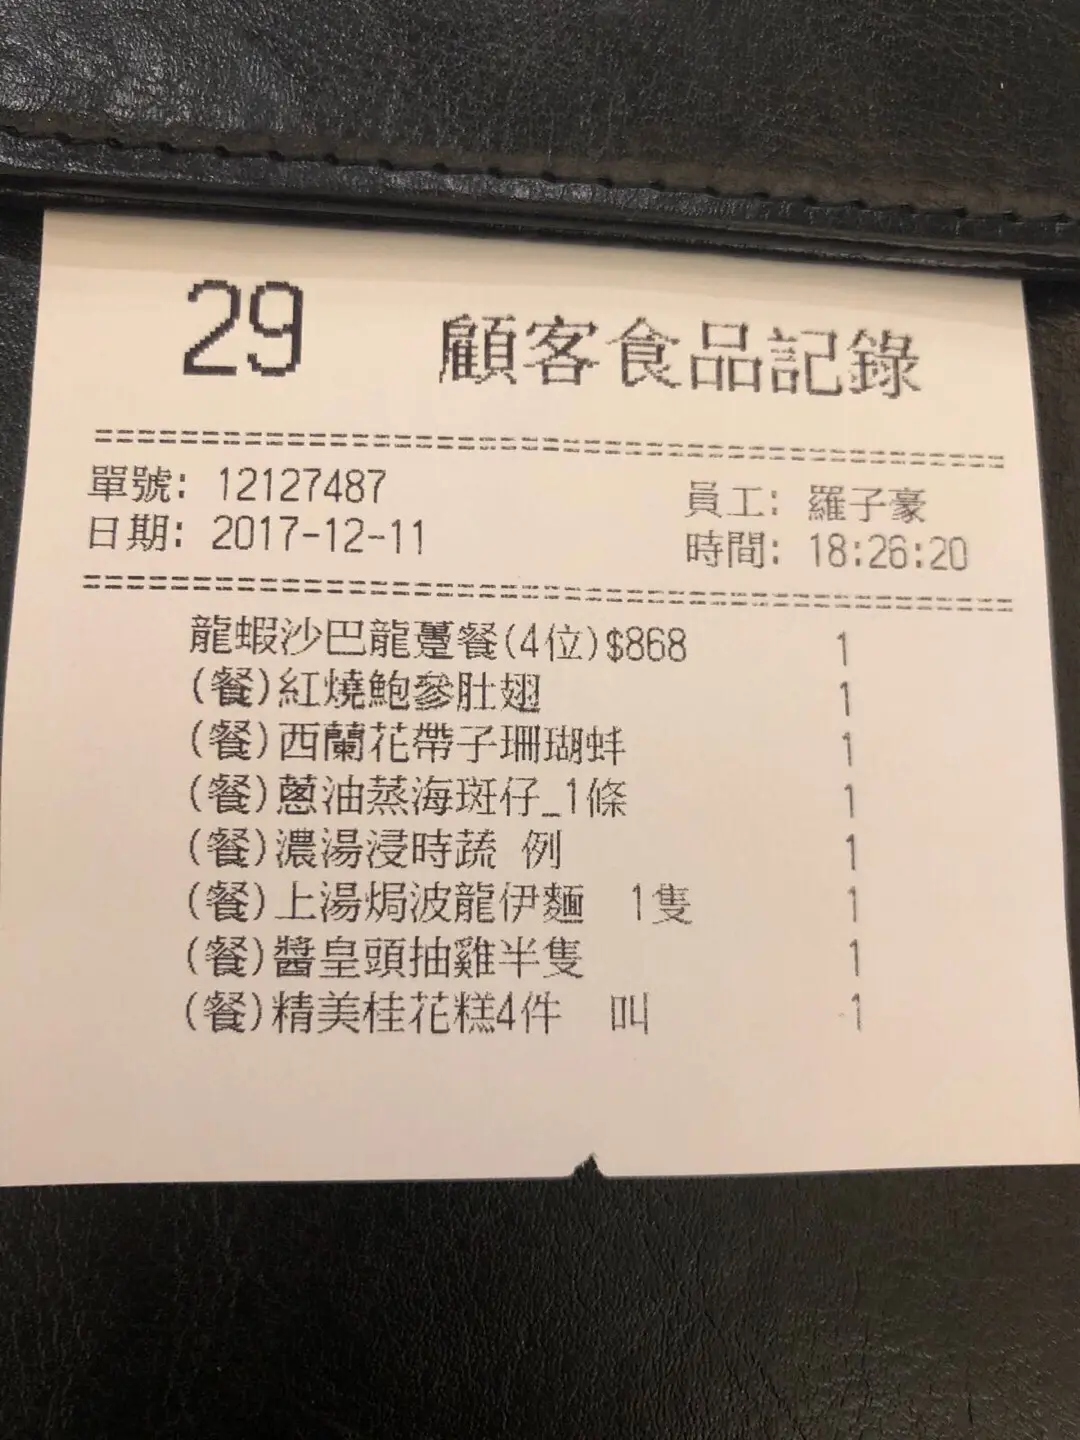 29 顧客食品記錄
單號: 12127487 員工: 羅子豪
日期: 2017-12-11 時間: 18:26:20
龍蝦沙巴龍躉餐(4位)$868 1
(餐)紅燒鮑參肚翅 1
(餐)西蘭花帶子珊瑚蚌 1
(餐)蔥油蒸海斑仔_1條 1
(餐)濃湯浸時蔬 例 1
(餐)上湯焗波龍伊麵 1隻 1
(餐)醬皇頭抽雞半隻 1
(餐)精美桂花糕4件 叫 1